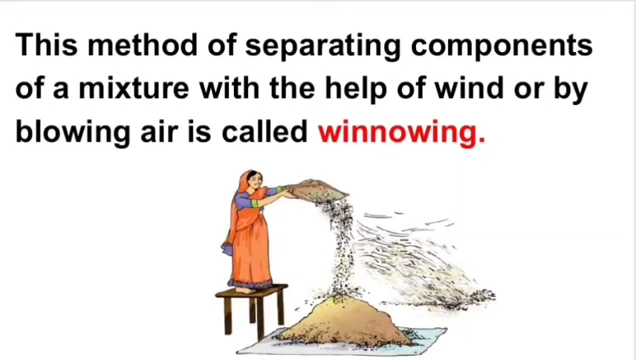 This method of separating components
of a mixture with the help of wind or by
blowing air is called winnowing.